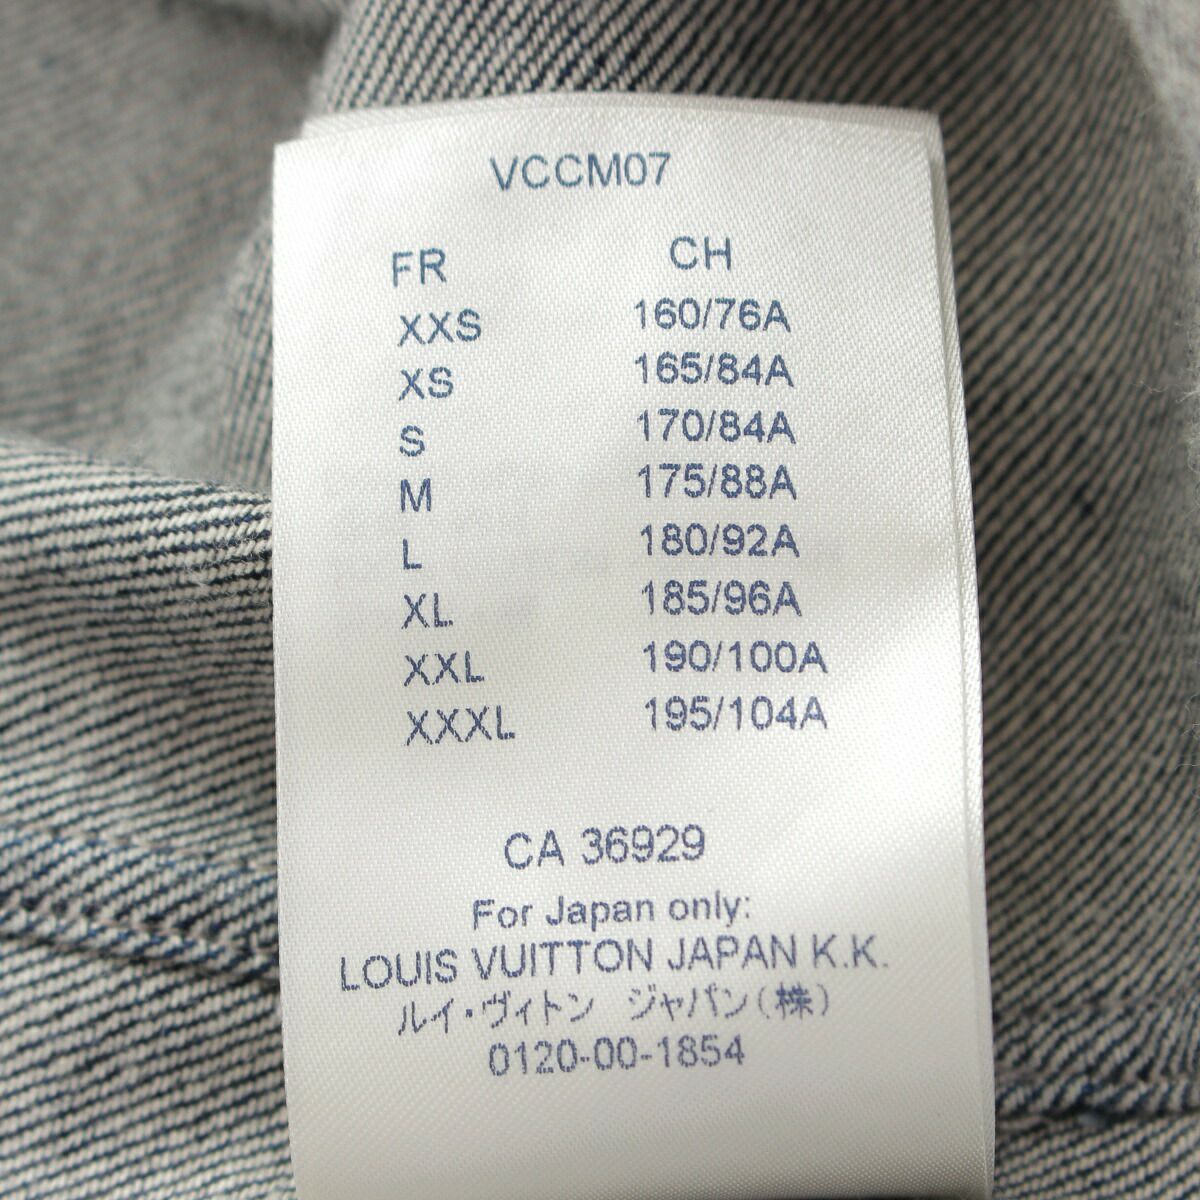 VCCM07
FR CH
XXS 160/76A
XS 165/84A
S 170/84A
M 175/88A
L 180/92A
XL 185/96A
XXL 190/100A
XXXL 195/104A
CA 36929
For Japan only:
LOUIS VUITTON JAPAN K.K.
ルイ・ヴィトン ジャパン(株)
0120-00-1854